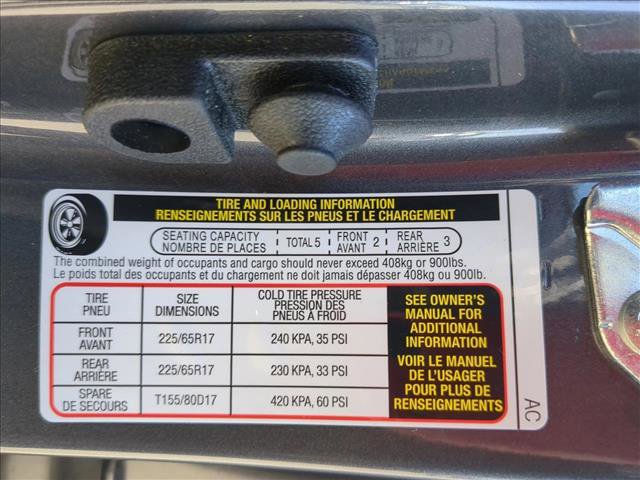 TIRE AND LOADING INFORMATION
RENSEIGNEMENTS SUR LES PNEUS ET LE CHARGEMENT
SEATING CAPACITY
NOMBRE DE PLACES
TOTAL 5
FRONT
AVANT 2
REAR
ARRIÈRE 3
The combined weight of occupants and cargo should never exceed 408kg or 900lbs.
Le poids total des occupants et du chargement ne doit jamais dépasser 408kg ou 900lb.
TIRE
PNEU
SIZE
DIMENSIONS
COLD TIRE PRESSURE
PRESSION DES
PNEUS À FROID
FRONT
AVANT
225/65R17
240 KPA, 35 PSI
REAR
ARRIÈRE
225/65R17
230 KPA, 33 PSI
SPARE
DE SECOURS
T155/80D17
420 KPA, 60 PSI
SEE OWNER'S
MANUAL FOR
ADDITIONAL
INFORMATION
VOIR LE MANUEL
DE L'USAGER
POUR PLUS DE
RENSEIGNEMENTS
AC